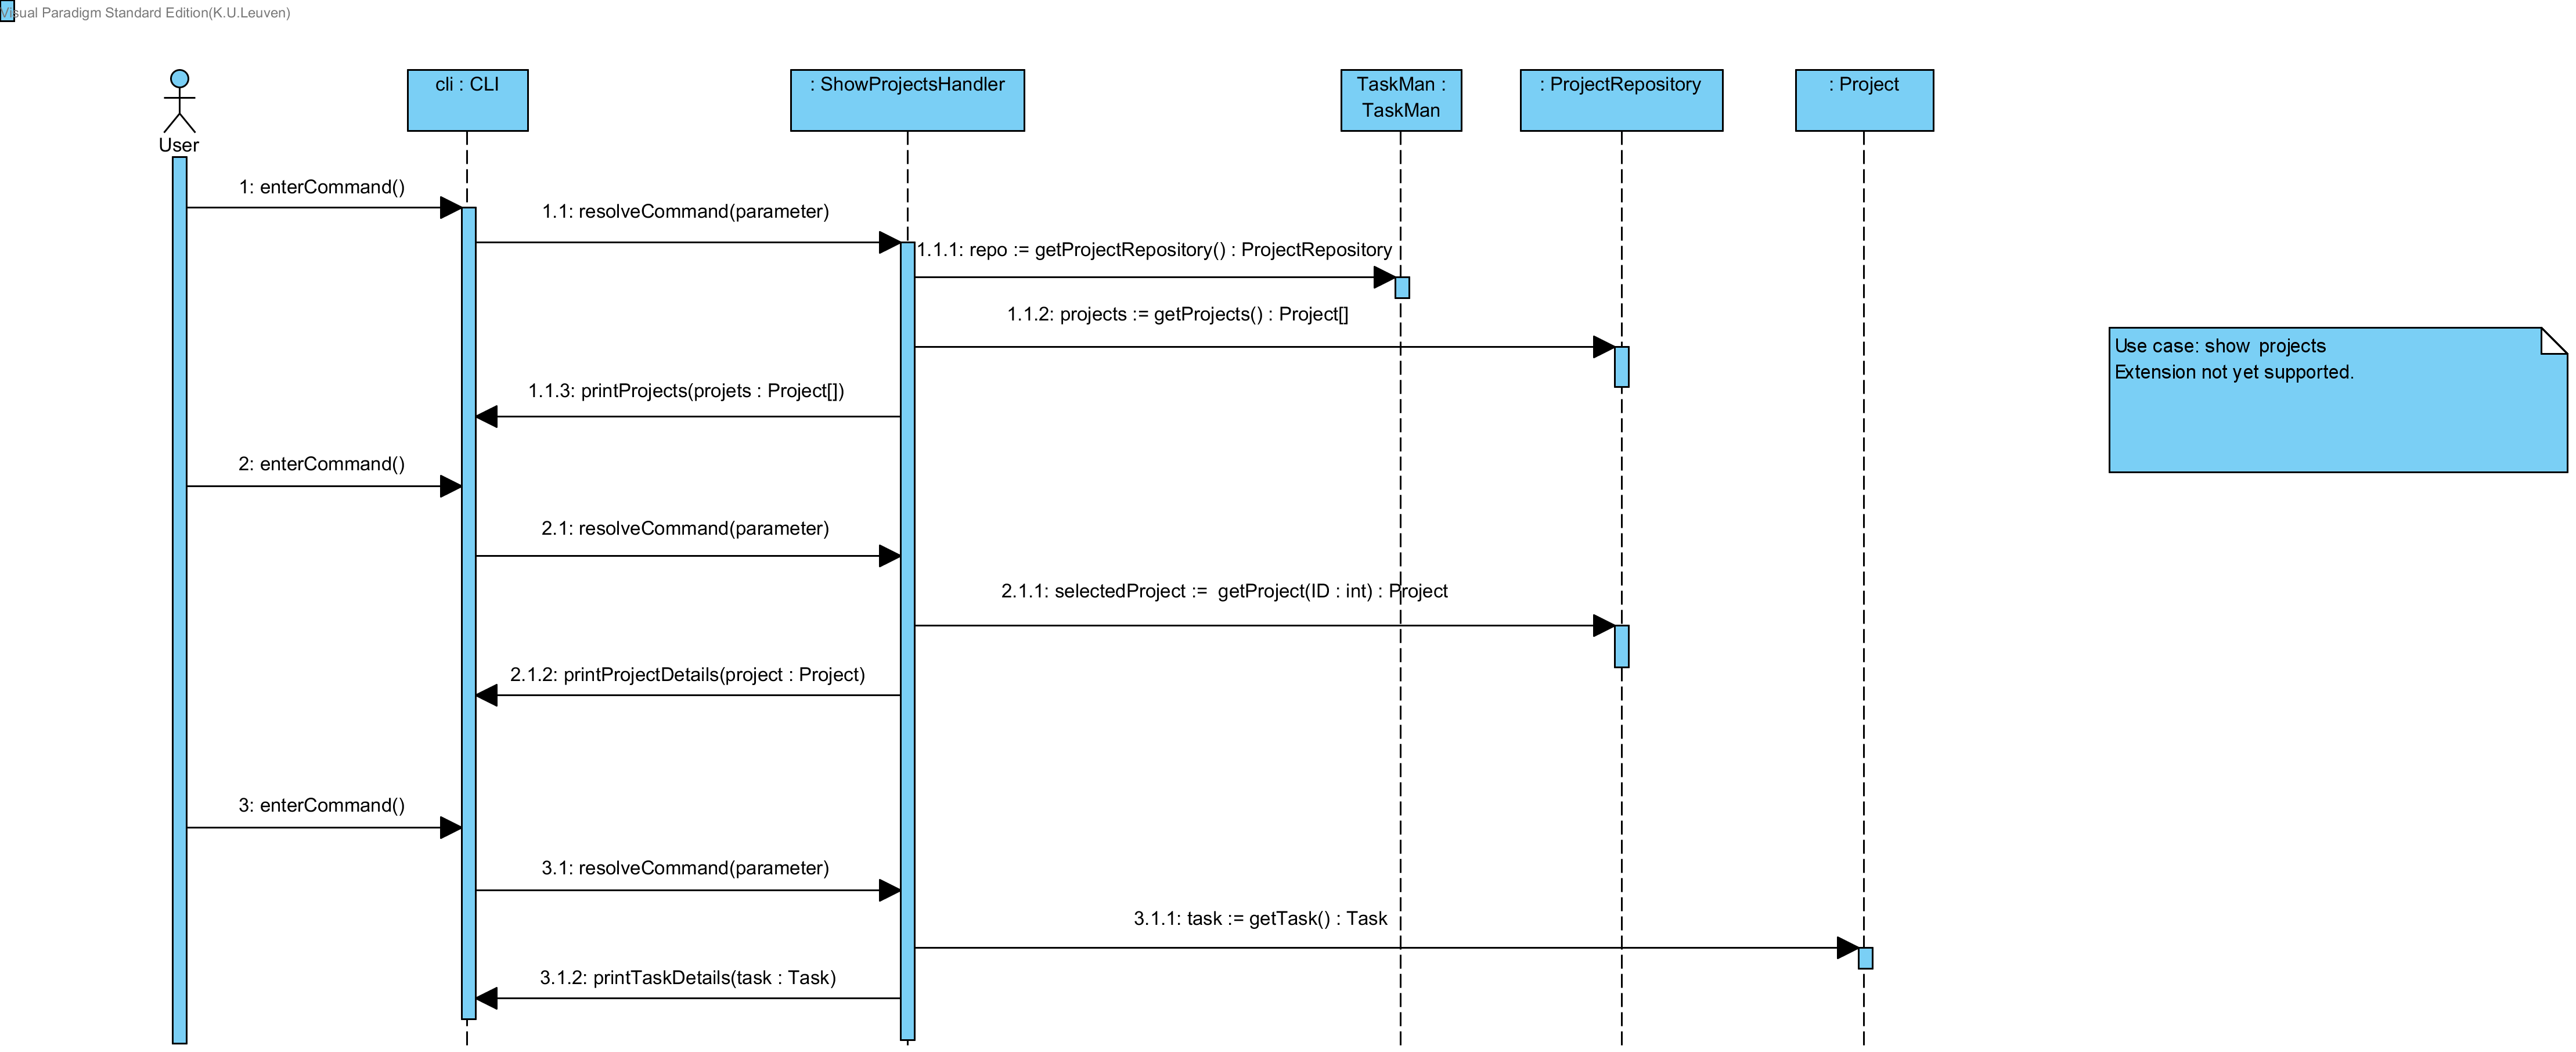 Visual Paradigm Standard Edition(K.U.Leuven)
User
cli : CLI
: ShowProjectsHandler
TaskMan :
TaskMan
: ProjectRepository
: Project
1: enterCommand()
1.1: resolveCommand(parameter)
1.1.1: repo := getProjectRepository() : ProjectRepository
1.1.2: projects := getProjects() : Project[]
Use case: show  projects
Extension not yet supported.
1.1.3: printProjects(projets : Project[])
2: enterCommand()
2.1: resolveCommand(parameter)
2.1.1: selectedProject :=  getProject(ID : int) : Project
2.1.2: printProjectDetails(project : Project)
3: enterCommand()
3.1: resolveCommand(parameter)
3.1.1: task := getTask() : Task
3.1.2: printTaskDetails(task : Task)